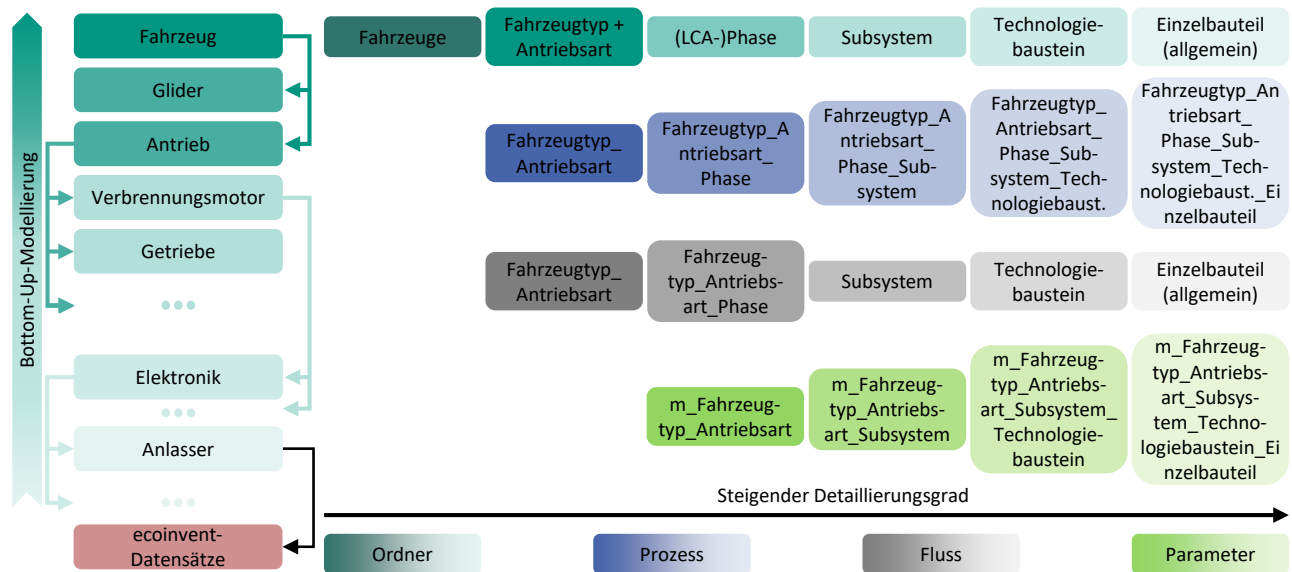 Bottom-Up-Modellierung
Fahrzeug
Glider
Antrieb
Verbrennungsmotor
Getriebe
Elektronik
Anlasser
ecoinvent-
Datensätze
Fahrzeuge
Fahrzeugtyp +
Antriebsart
(LCA-)Phase
Subsystem
Technologie-
baustein
Einzelbauteil
(allgemein)
Fahrzeugtyp_
Antriebsart
Fahrzeugtyp_A
ntriebsart_
Phase
Fahrzeugtyp_A
ntriebsart_
Phase_Sub-
system
Fahrzeugtyp_
Antriebsart_
Phase_Sub-
system_Tech-
nologiebaust.
Fahrzeugtyp_An
triebsart_
Phase_Sub-
system_Tech-
nologiebaust._Ei
nzelbauteil
Fahrzeugtyp_
Antriebsart
Fahrzeug-
typ_Antriebs-
art_Phase
Subsystem
Technologie-
baustein
Einzelbauteil
(allgemein)
m_Fahrzeug-
typ_Antriebsart
m_Fahrzeug-
typ_Antriebs-
art_Subsystem
m_Fahrzeug-
typ_Antriebs-
art_Subsystem_
Technologie-
baustein
m_Fahrzeug-
typ_Antriebs-
art_Subsys-
tem_Techno-
logiebaustein_Ei
nzelbauteil
Steigender Detaillierungsgrad
Ordner
Prozess
Fluss
Parameter